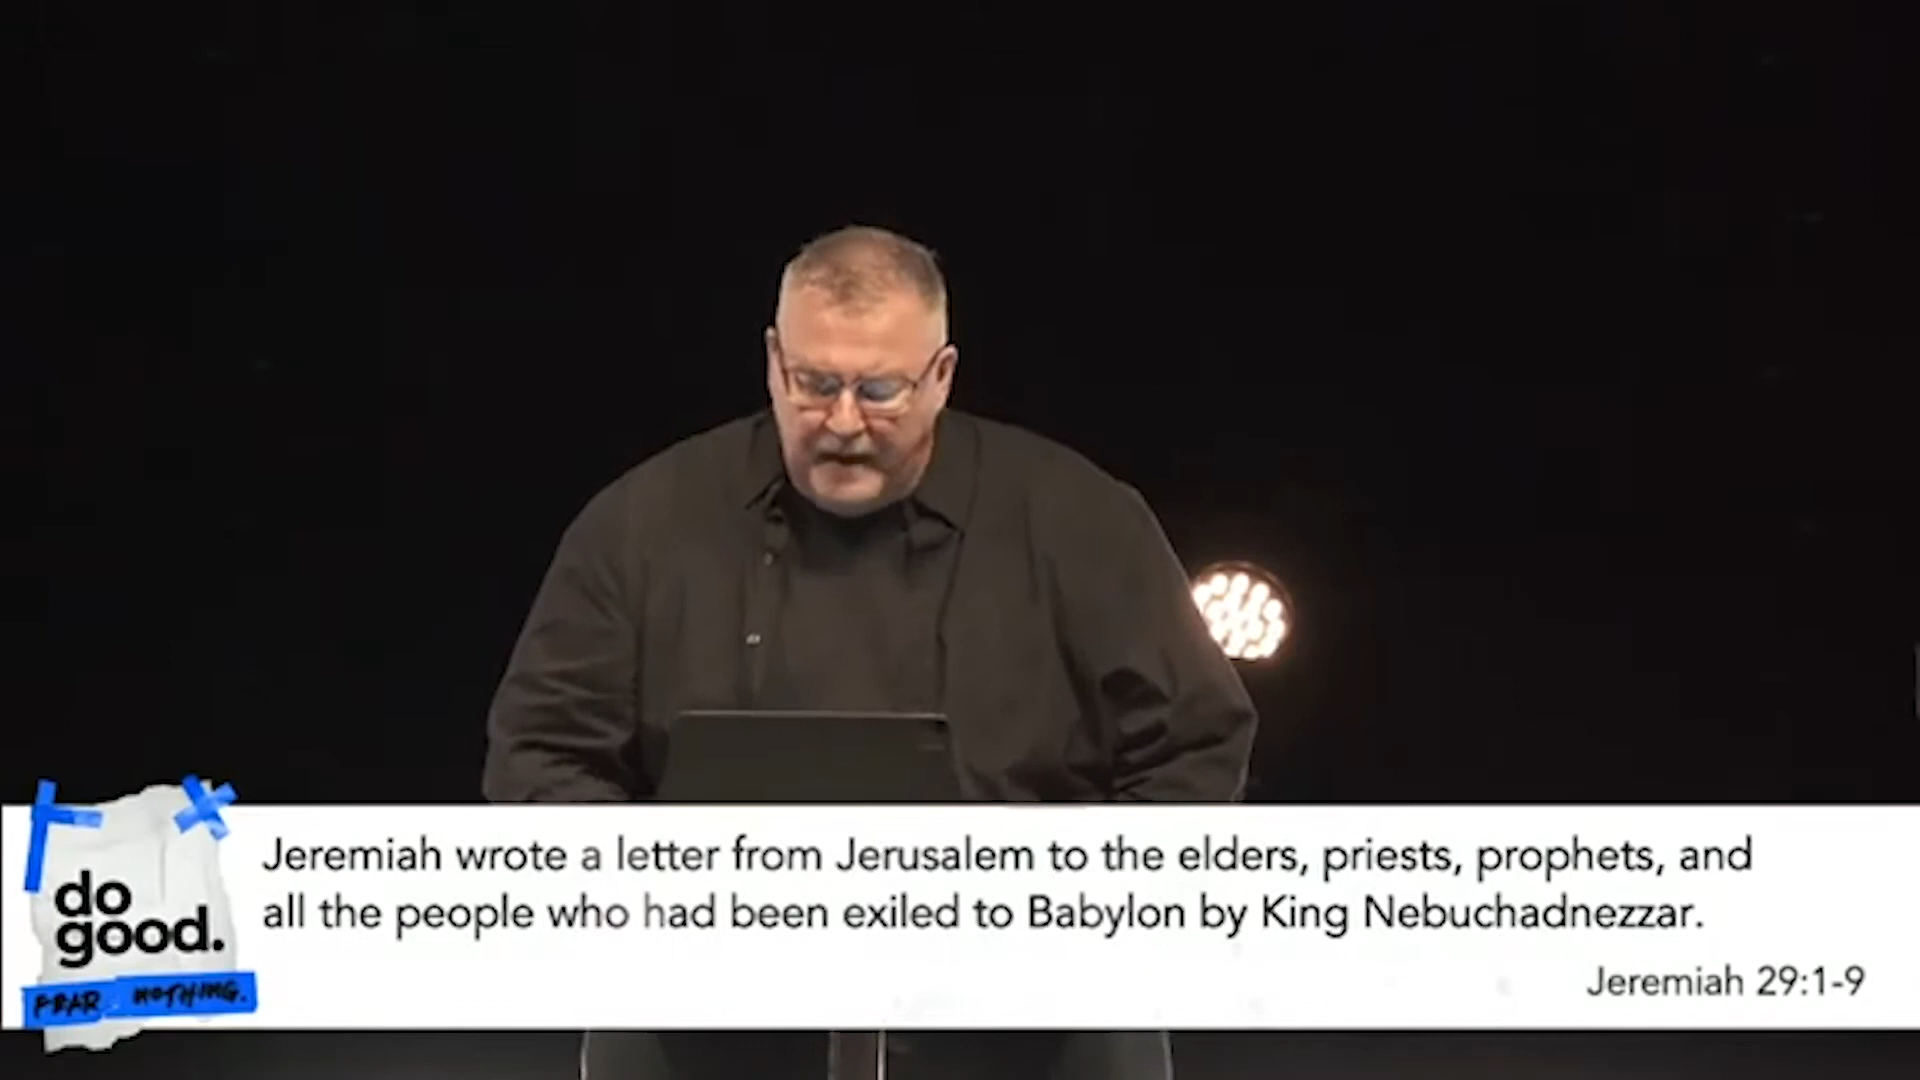 Jeremiah wrote a letter from Jerusalem to the elders, priests, prophets, and
all the people who had been exiled to Babylon by King Nebuchadnezzar.
Jeremiah 29:1-9
do
good.
FEAR NOTHING.